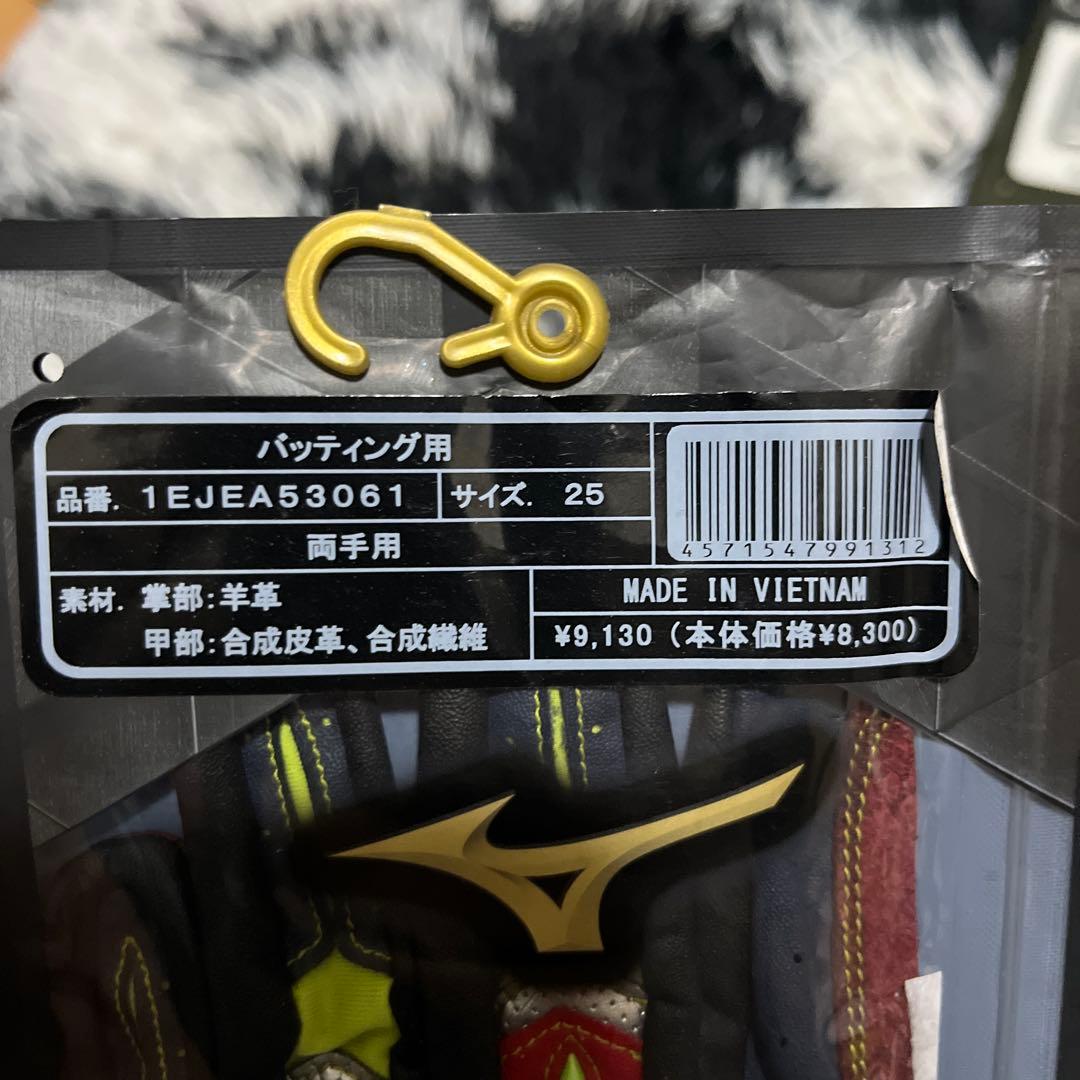 バッティング用
品番. 1EJEA53061 サイズ. 25
両手用
4571547991312
素材. 掌部:羊革
甲部:合成皮革、合成繊維
MADE IN VIETNAM
¥9,130 (本体価格¥8,300)